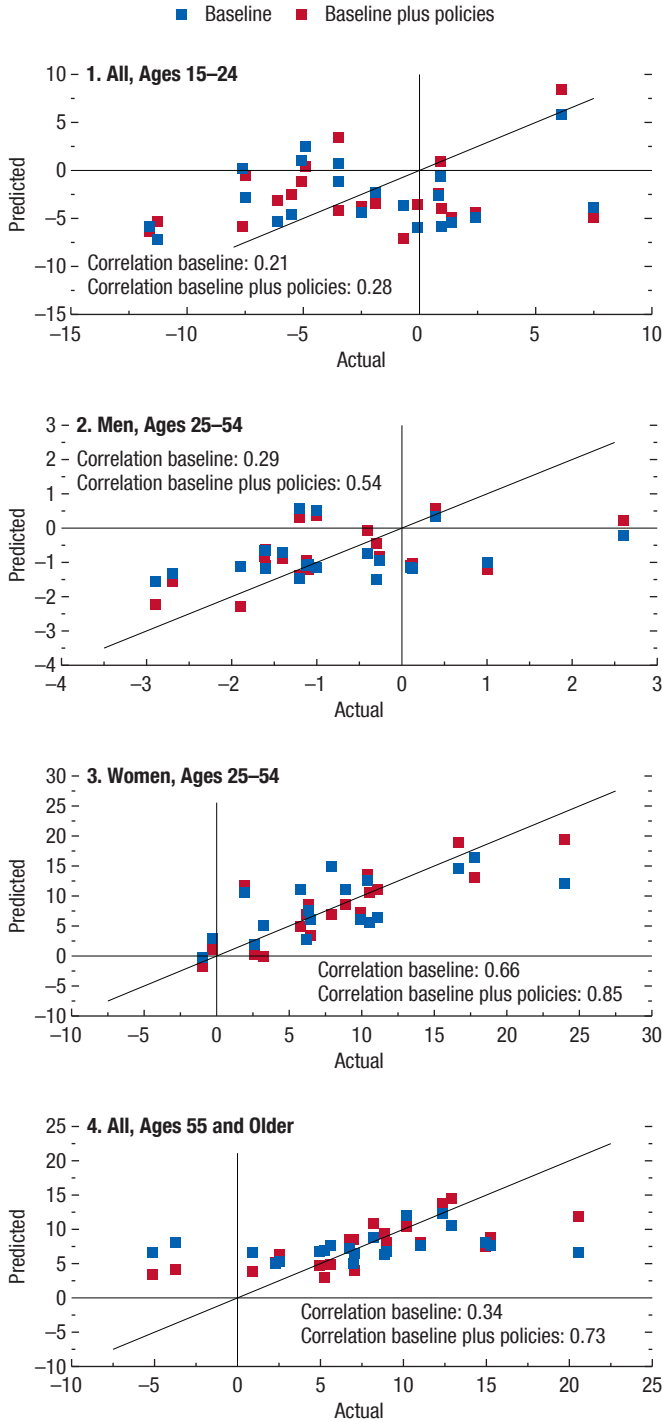 Baseline Baseline plus policies
1. All, Ages 15–24
10
5
0
–5
–10
–15
Predicted
Correlation baseline: 0.21
Correlation baseline plus policies: 0.28
–15 –10 –5 0 5 10
Actual
2. Men, Ages 25–54
3
2
1
0
–1
–2
–3
–4
Predicted
Correlation baseline: 0.29
Correlation baseline plus policies: 0.54
–4 –3 –2 –1 0 1 2 3
Actual
3. Women, Ages 25–54
30
25
20
15
10
5
0
–5
–10
Predicted
Correlation baseline: 0.66
Correlation baseline plus policies: 0.85
–10 –5 0 5 10 15 20 25 30
Actual
4. All, Ages 55 and Older
25
20
15
10
5
0
–5
–10
Predicted
Correlation baseline: 0.34
Correlation baseline plus policies: 0.73
–10 –5 0 5 10 15 20 25
Actual